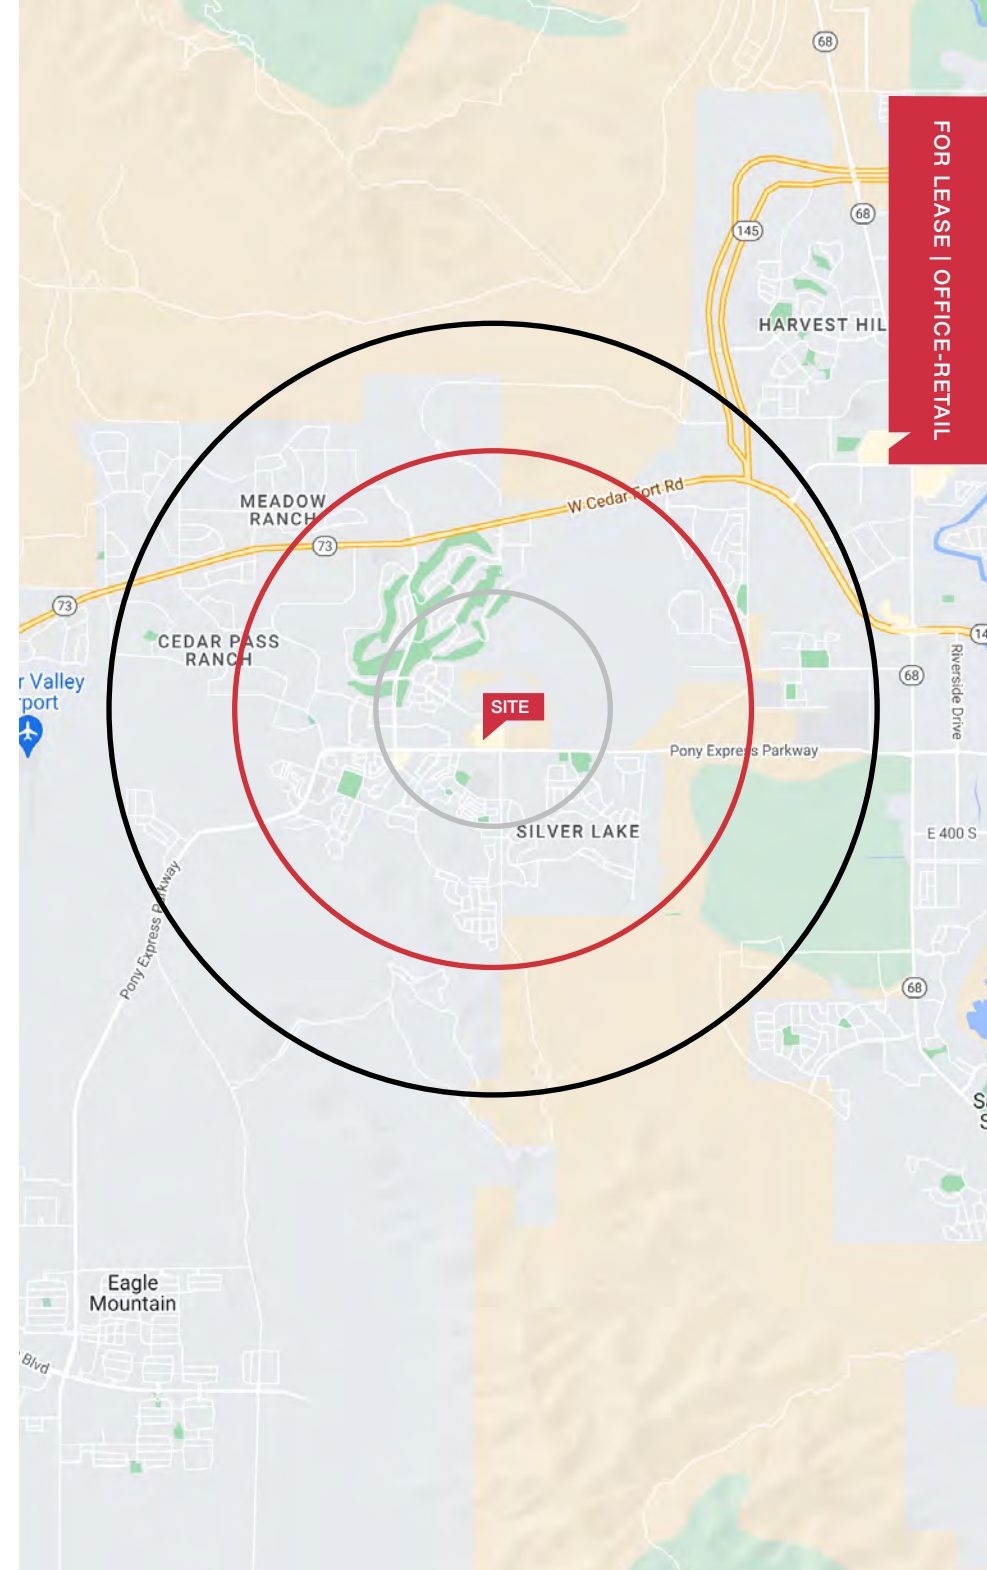 68
FOR LEASE | OFFICE-RETAIL
68
145
HARVEST HIL
W Cedar Fort Rd
MEADOW
RANCH
73
73
CEDAR PASS
RANCH
r Valley
rport
68
14
Riverside Drive
SITE
Pony Express Parkway
SILVER LAKE
E 400 S
Pony Express Parkway
68
S
S
Eagle
Mountain
Blvd